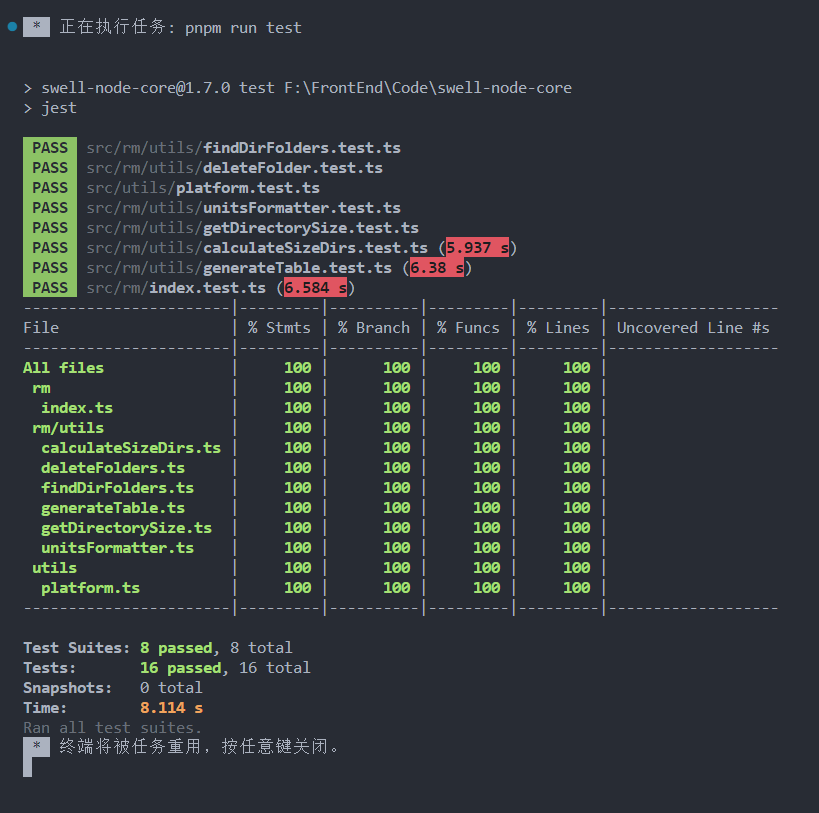 * 正在执行任务: pnpm run test
> swell-node-core@1.7.0 test F:\FrontEnd\Code\swell-node-core
> jest
PASS src/rm/utils/findDirFolders.test.ts
PASS src/rm/utils/deleteFolder.test.ts
PASS src/utils/platform.test.ts
PASS src/rm/utils/unitsFormatter.test.ts
PASS src/rm/utils/getDirectorySize.test.ts
PASS src/rm/utils/calculateSizeDirs.test.ts (5.937 s)
PASS src/rm/utils/generateTable.test.ts (6.38 s)
PASS src/rm/index.test.ts (6.584 s)
-----------------------|---------|----------|---------|---------|-------------------
File                   | % Stmts | % Branch | % Funcs | % Lines | Uncovered Line #s
-----------------------|---------|----------|---------|---------|-------------------
All files              |     100 |      100 |     100 |     100 |
 rm                    |     100 |      100 |     100 |     100 |
  index.ts             |     100 |      100 |     100 |     100 |
 rm/utils              |     100 |      100 |     100 |     100 |
  calculateSizeDirs.ts |     100 |      100 |     100 |     100 |
  deleteFolders.ts     |     100 |      100 |     100 |     100 |
  findDirFolders.ts    |     100 |      100 |     100 |     100 |
  generateTable.ts     |     100 |      100 |     100 |     100 |
  getDirectorySize.ts  |     100 |      100 |     100 |     100 |
  unitsFormatter.ts    |     100 |      100 |     100 |     100 |
 utils                 |     100 |      100 |     100 |     100 |
  platform.ts          |     100 |      100 |     100 |     100 |
-----------------------|---------|----------|---------|---------|-------------------
Test Suites: 8 passed, 8 total
Tests:       16 passed, 16 total
Snapshots:   0 total
Time:        8.114 s
Ran all test suites.
* 终端将被任务重用，按任意键关闭。